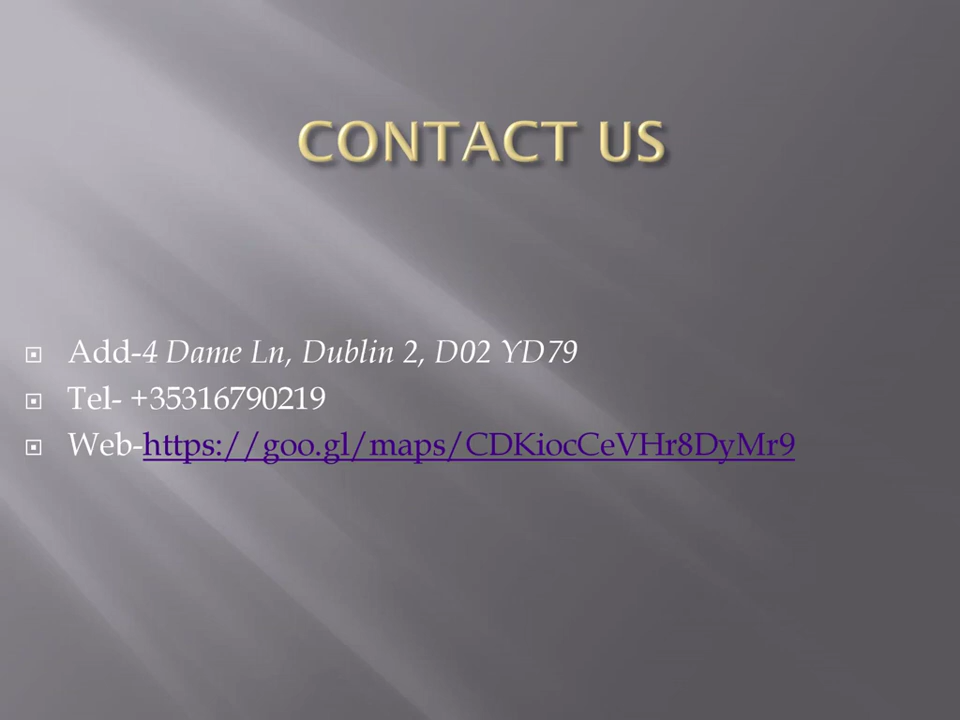 CONTACT US
Add-4 Dame Ln, Dublin 2, D02 YD79
Tel- +35316790219
Web-https://goo.gl/maps/CDKiocCeVHr8DyMr9